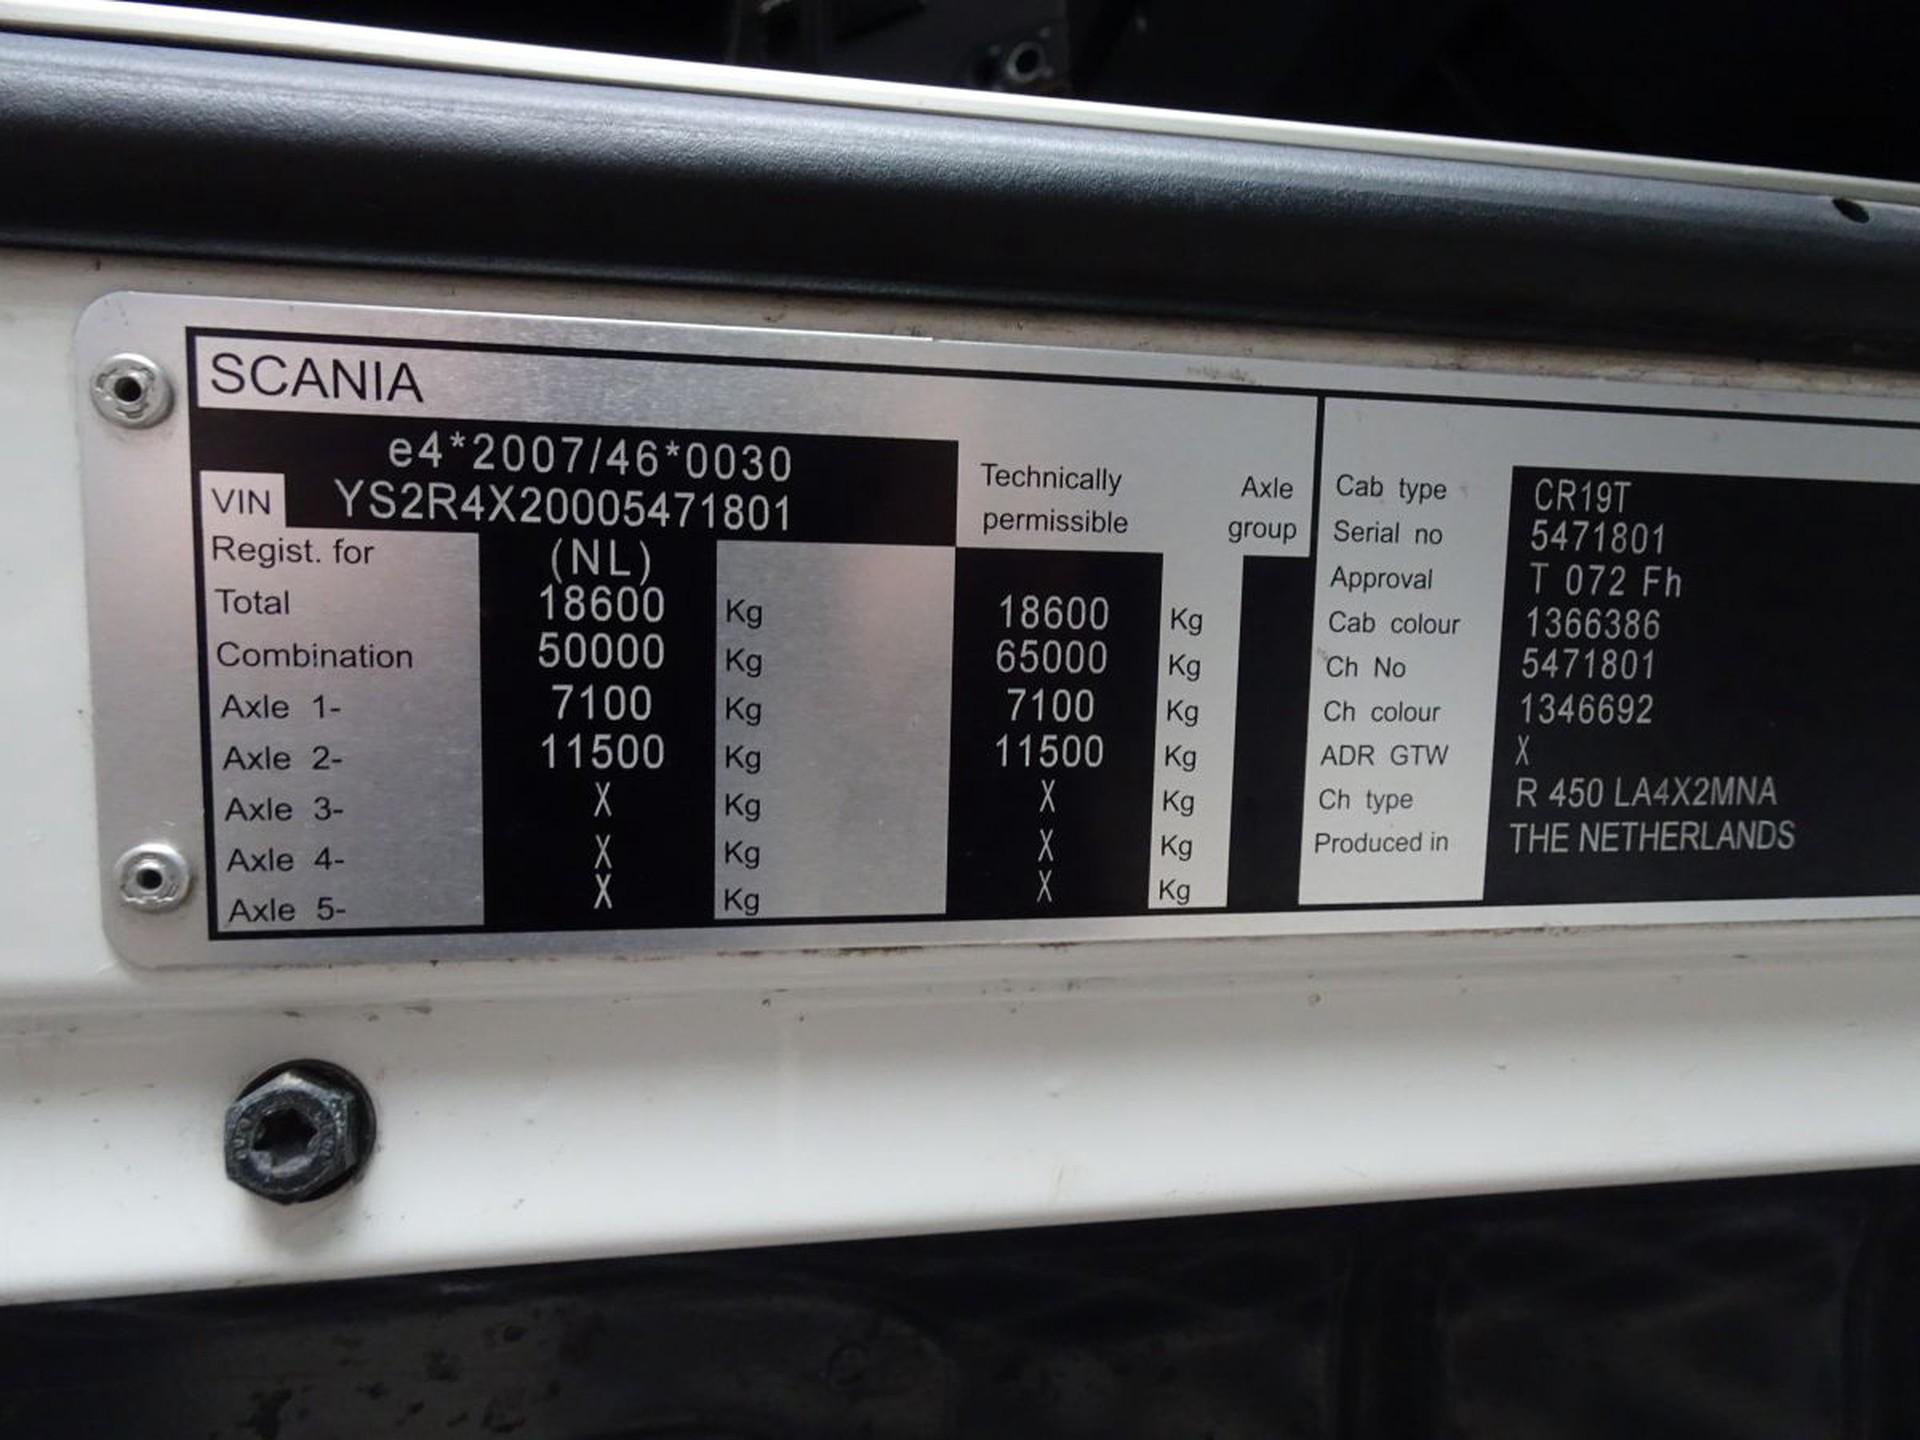 SCANIA
e4*2007/46*0030
VIN YS2R4X20005471801
Technically permissible
Axle group
Regist. for (NL)
Total 18600 Kg 18600 Kg
Combination 50000 Kg 65000 Kg
Axle 1- 7100 Kg 7100 Kg
Axle 2- 11500 Kg 11500 Kg
Axle 3- X Kg X Kg
Axle 4- X Kg X Kg
Axle 5- X Kg X Kg
Cab type CR19T
Serial no 5471801
Approval T 072 Fh
Cab colour 1366386
Ch No 5471801
Ch colour 1346692
ADR GTW X
Ch type R 450 LA4X2MNA
Produced in THE NETHERLANDS